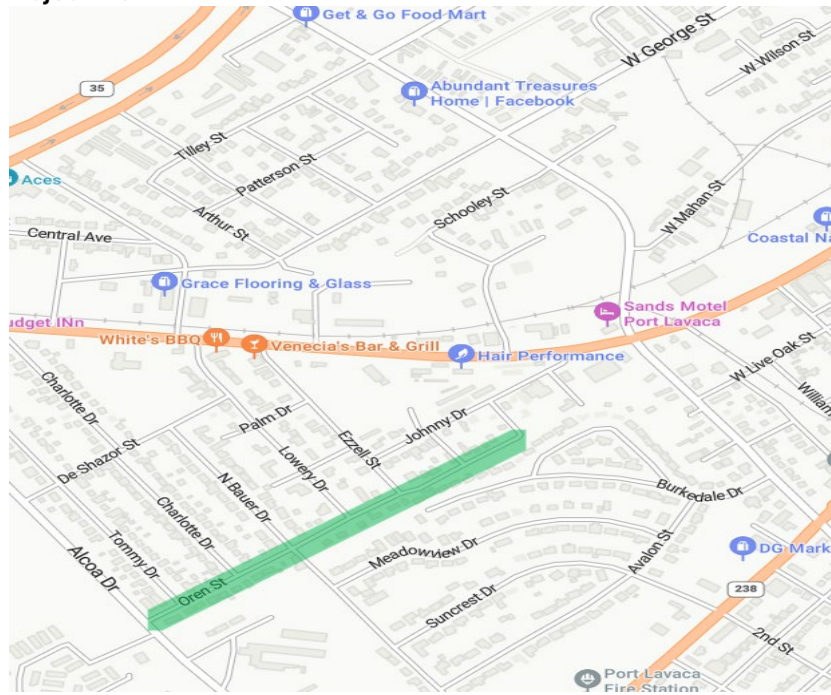 Get & Go Food Mart
W George St
W Wilson St
35
Abundant Treasures
Home | Facebook
Tilley St
Patterson St
Aces
Arthur St
Schooley St
W Mahan St
Central Ave
Coastal Na
Grace Flooring & Glass
Sands Motel
Port Lavaca
udget INn
White's BBQ
Venecia's Bar & Grill
Hair Performance
W Live Oak St
William
Charlotte Dr
Palm Dr
Johnny Dr
De Shazor St
Ezzell St
Lowery Dr
N Bauer Dr
Burkedale Dr
Charlotte Dr
Tommy Dr
Alcoa Dr
Meadowview Dr
Avalon St
DG Mark
Oren St
Suncrest Dr
238
2nd St
Port Lavaca
Fire Station